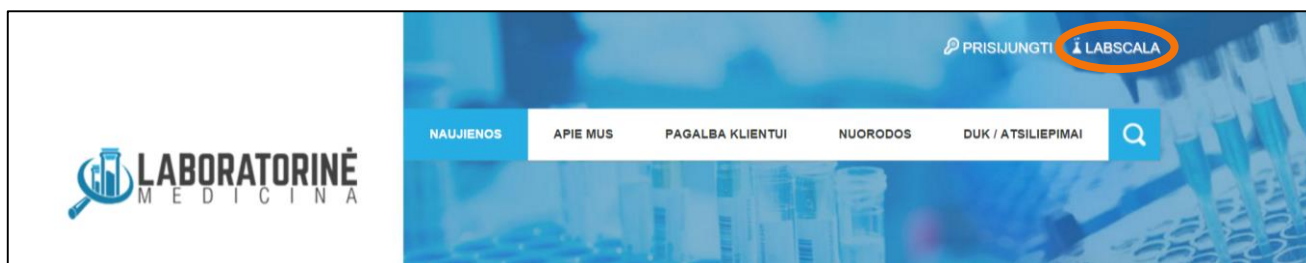 PRISIJUNGTI LABSCALA
NAUJIENOS APIE MUS PAGALBA KLIENTUI NUORODOS DUK / ATSILIEPIMAI
LABORATORINĖ
MEDICINA